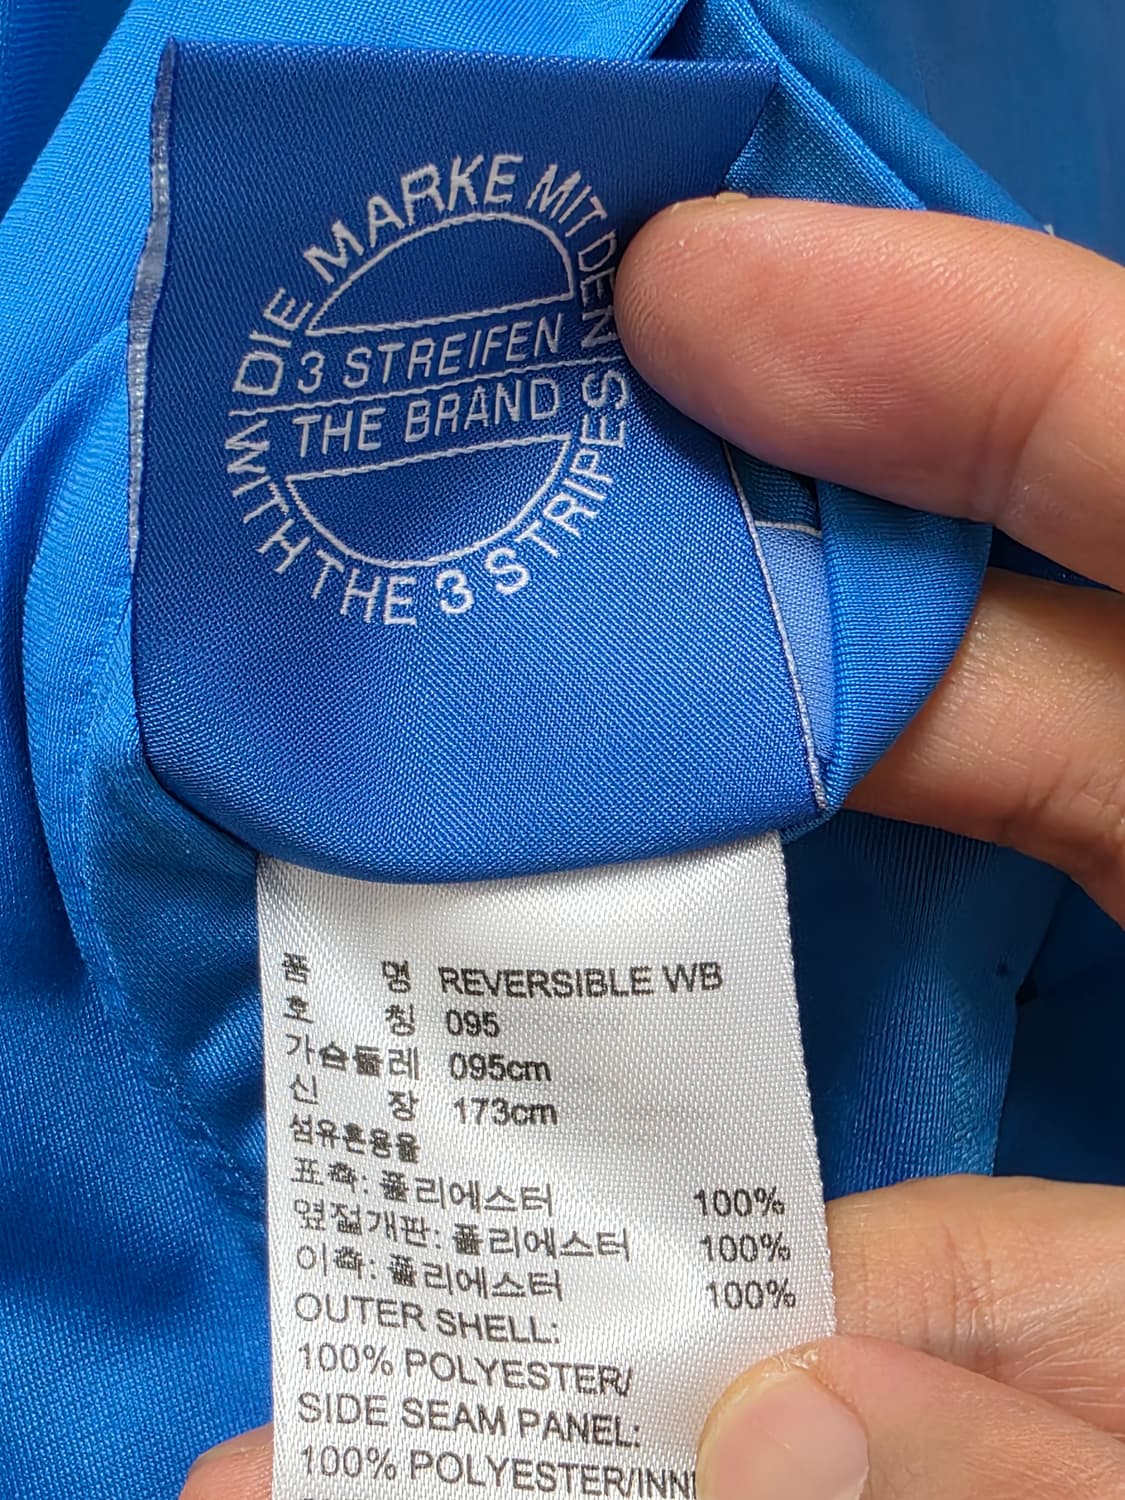 DIE MARKE MIT DEN
3 STREIFEN
THE BRAND
WITH THE 3 STRIPES
품 명 REVERSIBLE WB
호 칭 095
가슴둘레 095cm
신 장 173cm
섬유혼용율
표측: 폴리에스터 100%
옆절개판: 폴리에스터 100%
이측: 폴리에스터 100%
OUTER SHELL:
100% POLYESTER/
SIDE SEAM PANEL:
100% POLYESTER/INN